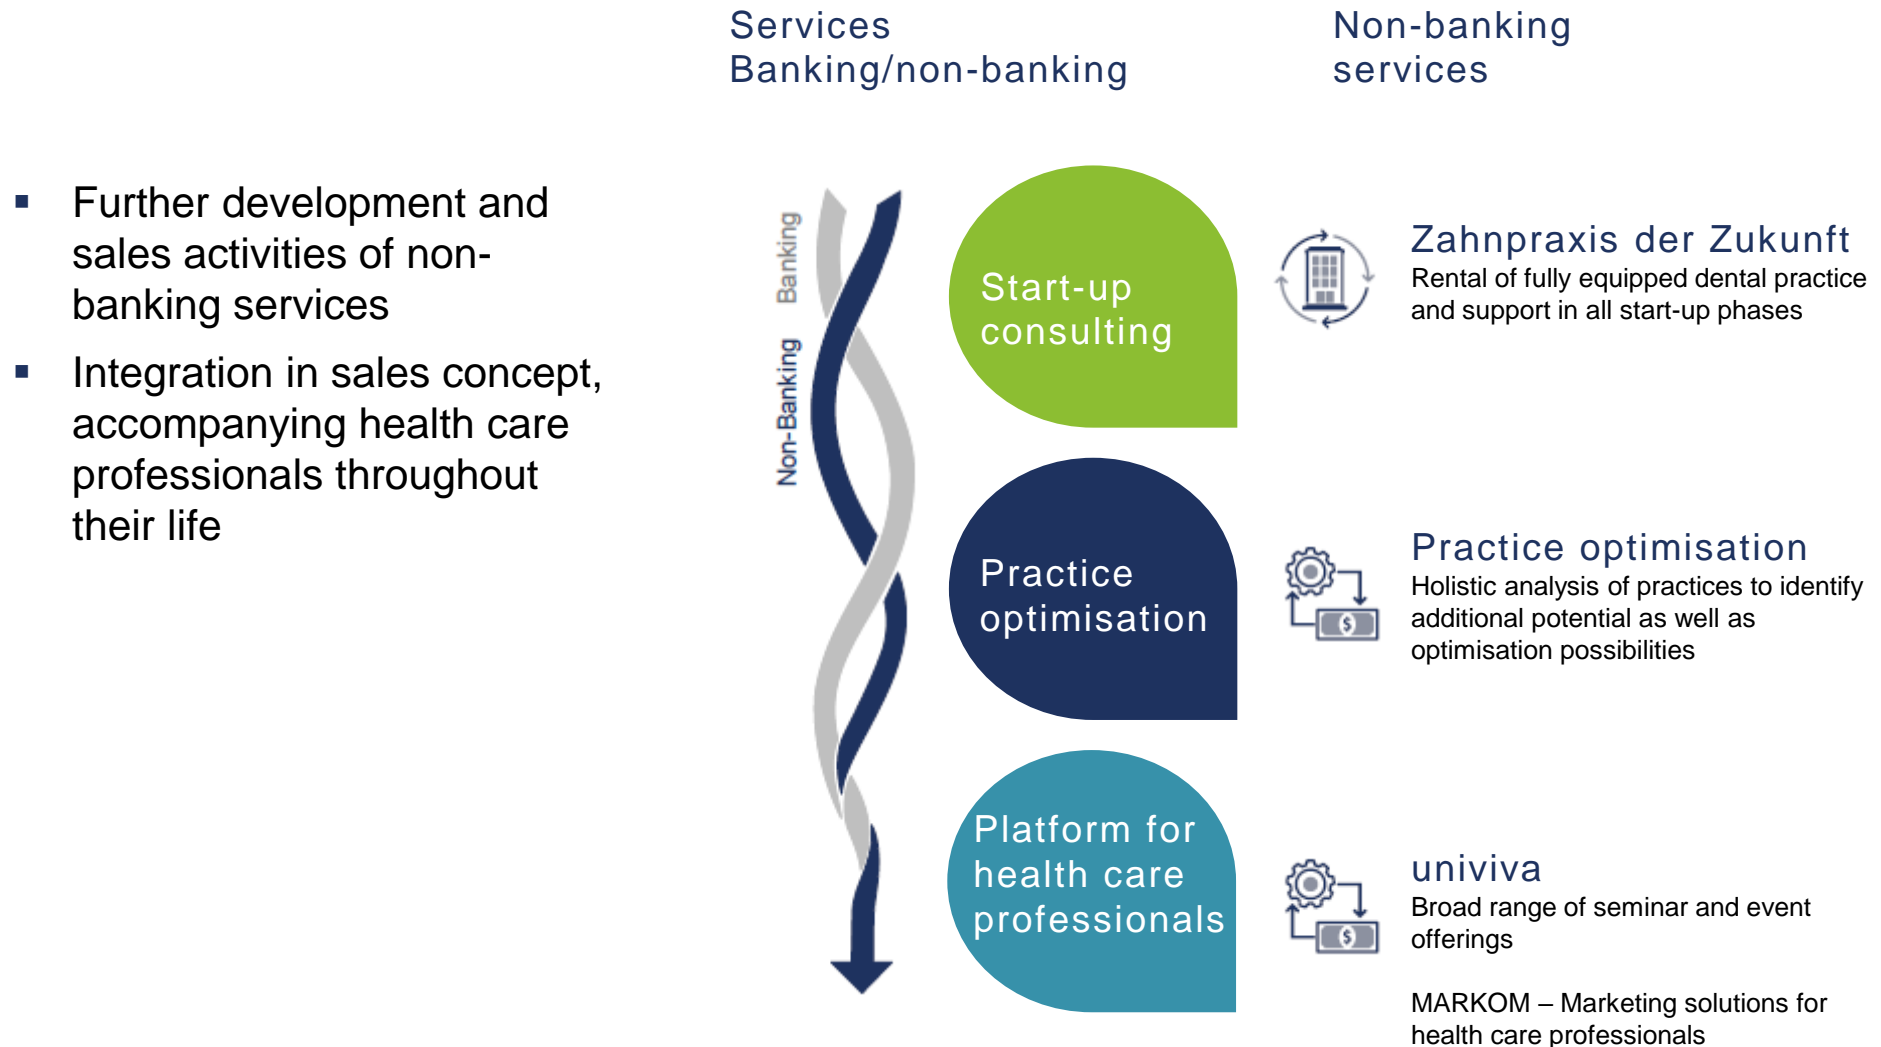 Services
Banking/non-banking
Non-banking
services
▪ Further development and
sales activities of non-
banking services
▪ Integration in sales concept,
accompanying health care
professionals throughout
their life
Banking
Non-Banking
Start-up
consulting
Zahnpraxis der Zukunft
Rental of fully equipped dental practice
and support in all start-up phases
Practice
optimisation
Practice optimisation
Holistic analysis of practices to identify
additional potential as well as
optimisation possibilities
$
Platform for
health care
professionals
univiva
Broad range of seminar and event
offerings
$
MARKOM – Marketing solutions for
health care professionals